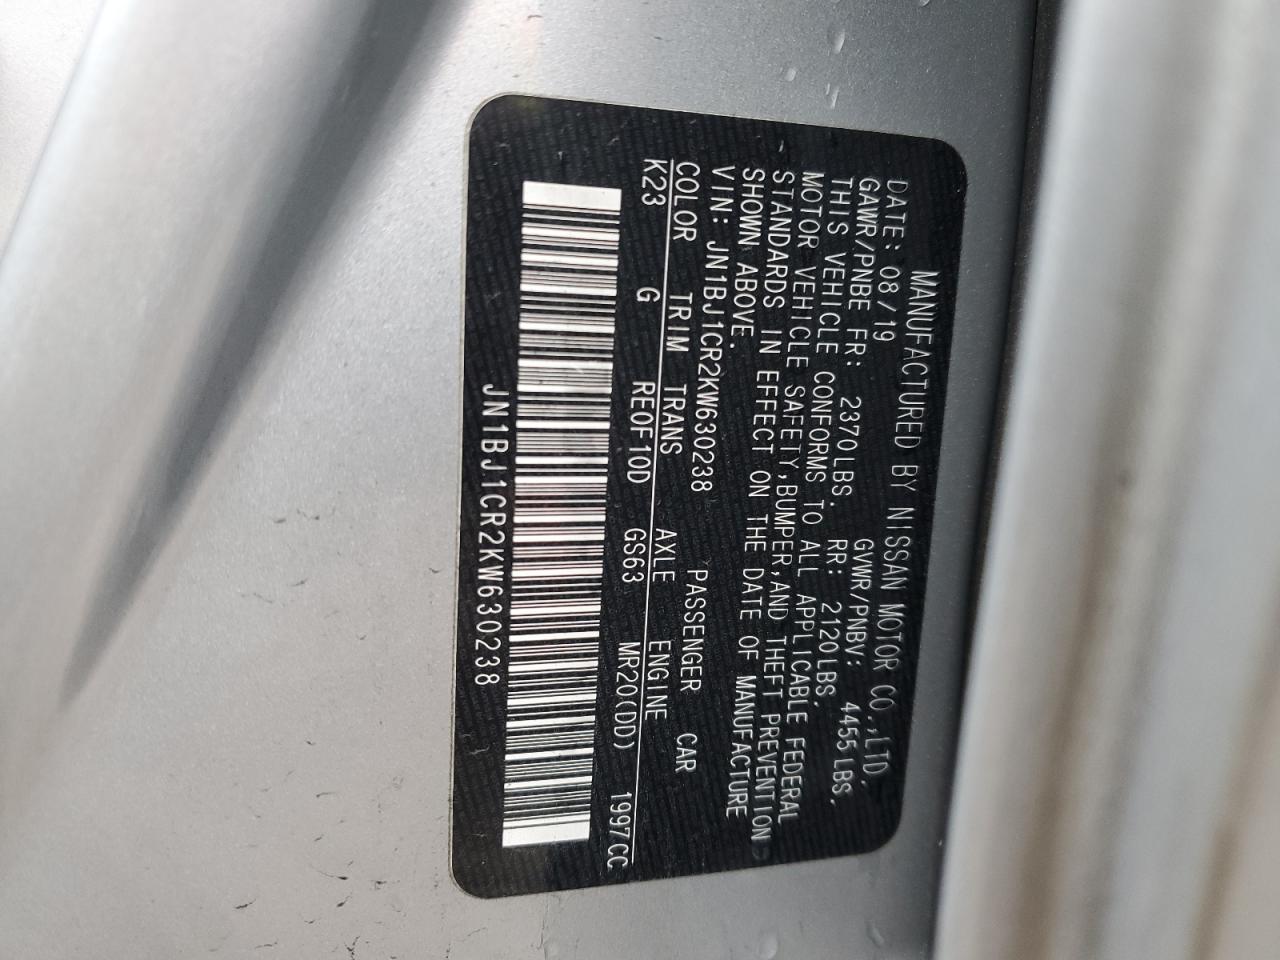 MANUFACTURED BY NISSAN MOTOR CO.,LTD.
DATE: 08/19 GVWR/PNBV: 4455 LBS.
GAWR/PNBE FR: 2370LBS. RR: 2120LBS.
THIS VEHICLE CONFORMS TO ALL APPLICABLE FEDERAL
MOTOR VEHICLE SAFETY,BUMPER,AND THEFT PREVENTION
STANDARDS IN EFFECT ON THE DATE OF MANUFACTURE
SHOWN ABOVE.
VIN: JN1BJ1CR2KW630238 PASSENGER CAR
COLOR TRIM TRANS AXLE ENGINE
K23 G RE0F10D GS63 MR20(DD) 1997CC
JN1BJ1CR2KW630238